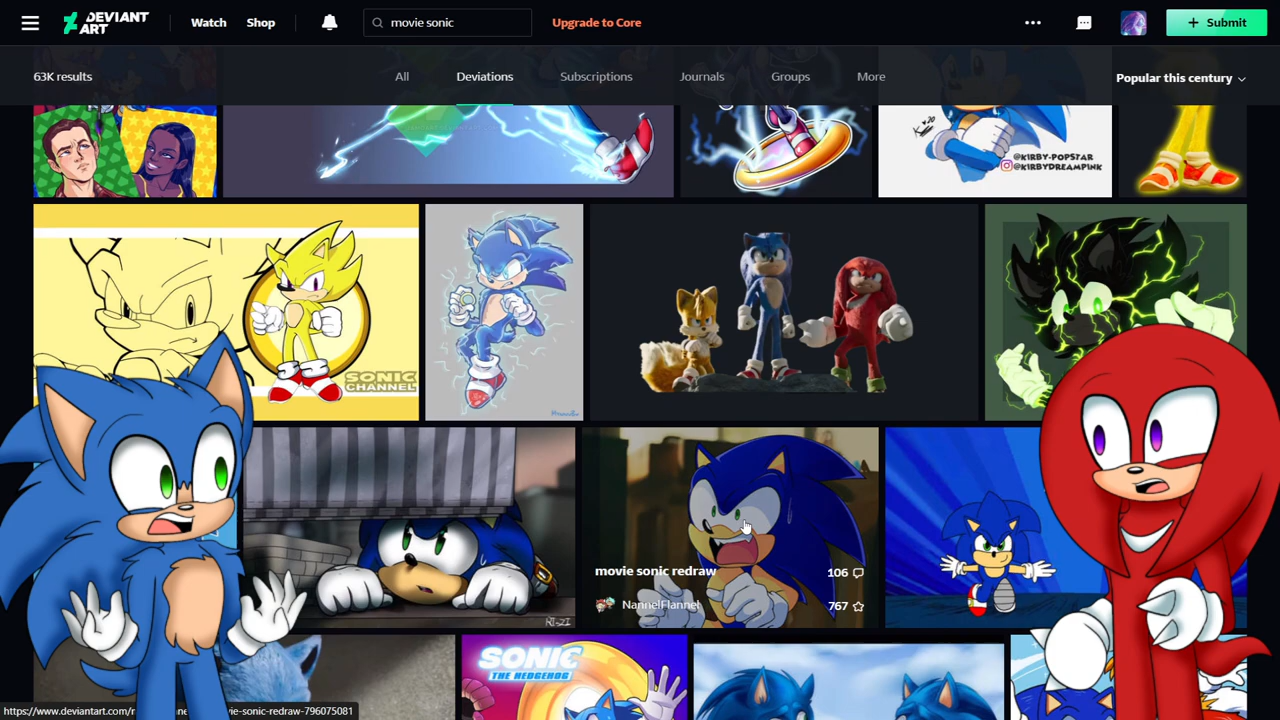 DEVIANT
ART
Watch
Shop
movie sonic
Upgrade to Core
Submit
63K results
All
Deviations
Subscriptions
Journals
Groups
More
Popular this century
@KIRBY-POPSTAR
@KIRBYDREAMPINK
SONIC
CHANNEL
movie sonic redraw
106
NannelFlannel
767
RI-ZI
SONIC
THE HEDGEHOG
https://www.deviantart.com/n
vie-sonic-redraw-796075081